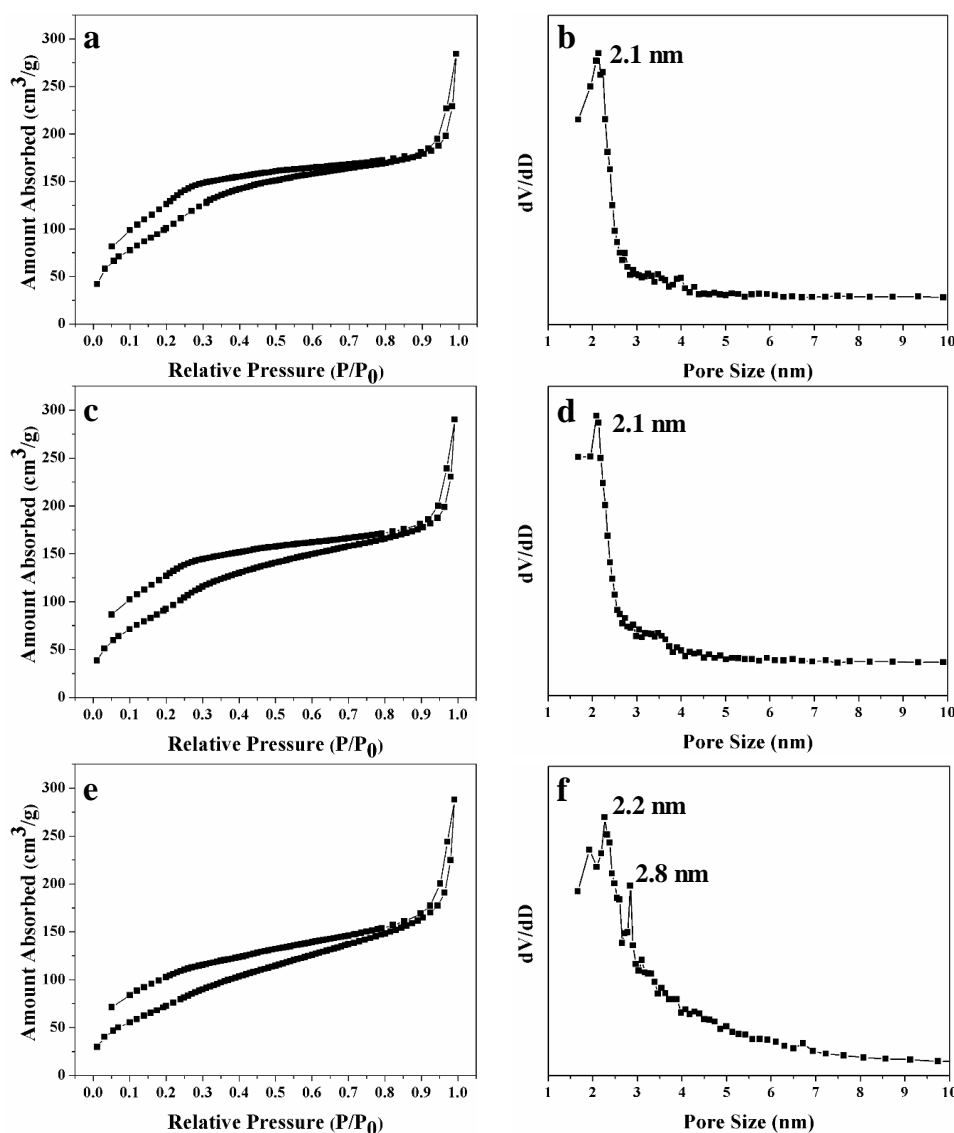 a
300
250
200
150
100
50
0
Amount Absorbed (cm³/g)
0.0 0.1 0.2 0.3 0.4 0.5 0.6 0.7 0.8 0.9 1.0
Relative Pressure (P/P₀)
b
2.1 nm
dV/dD
1 2 3 4 5 6 7 8 9 10
Pore Size (nm)
c
300
250
200
150
100
50
0
Amount Absorbed (cm³/g)
0.0 0.1 0.2 0.3 0.4 0.5 0.6 0.7 0.8 0.9 1.0
Relative Pressure (P/P₀)
d
2.1 nm
dV/dD
1 2 3 4 5 6 7 8 9 10
Pore Size (nm)
e
300
250
200
150
100
50
0
Amount Absorbed (cm³/g)
0.0 0.1 0.2 0.3 0.4 0.5 0.6 0.7 0.8 0.9 1.0
Relative Pressure (P/P₀)
f
2.2 nm
2.8 nm
dV/dD
1 2 3 4 5 6 7 8 9 10
Pore Size (nm)